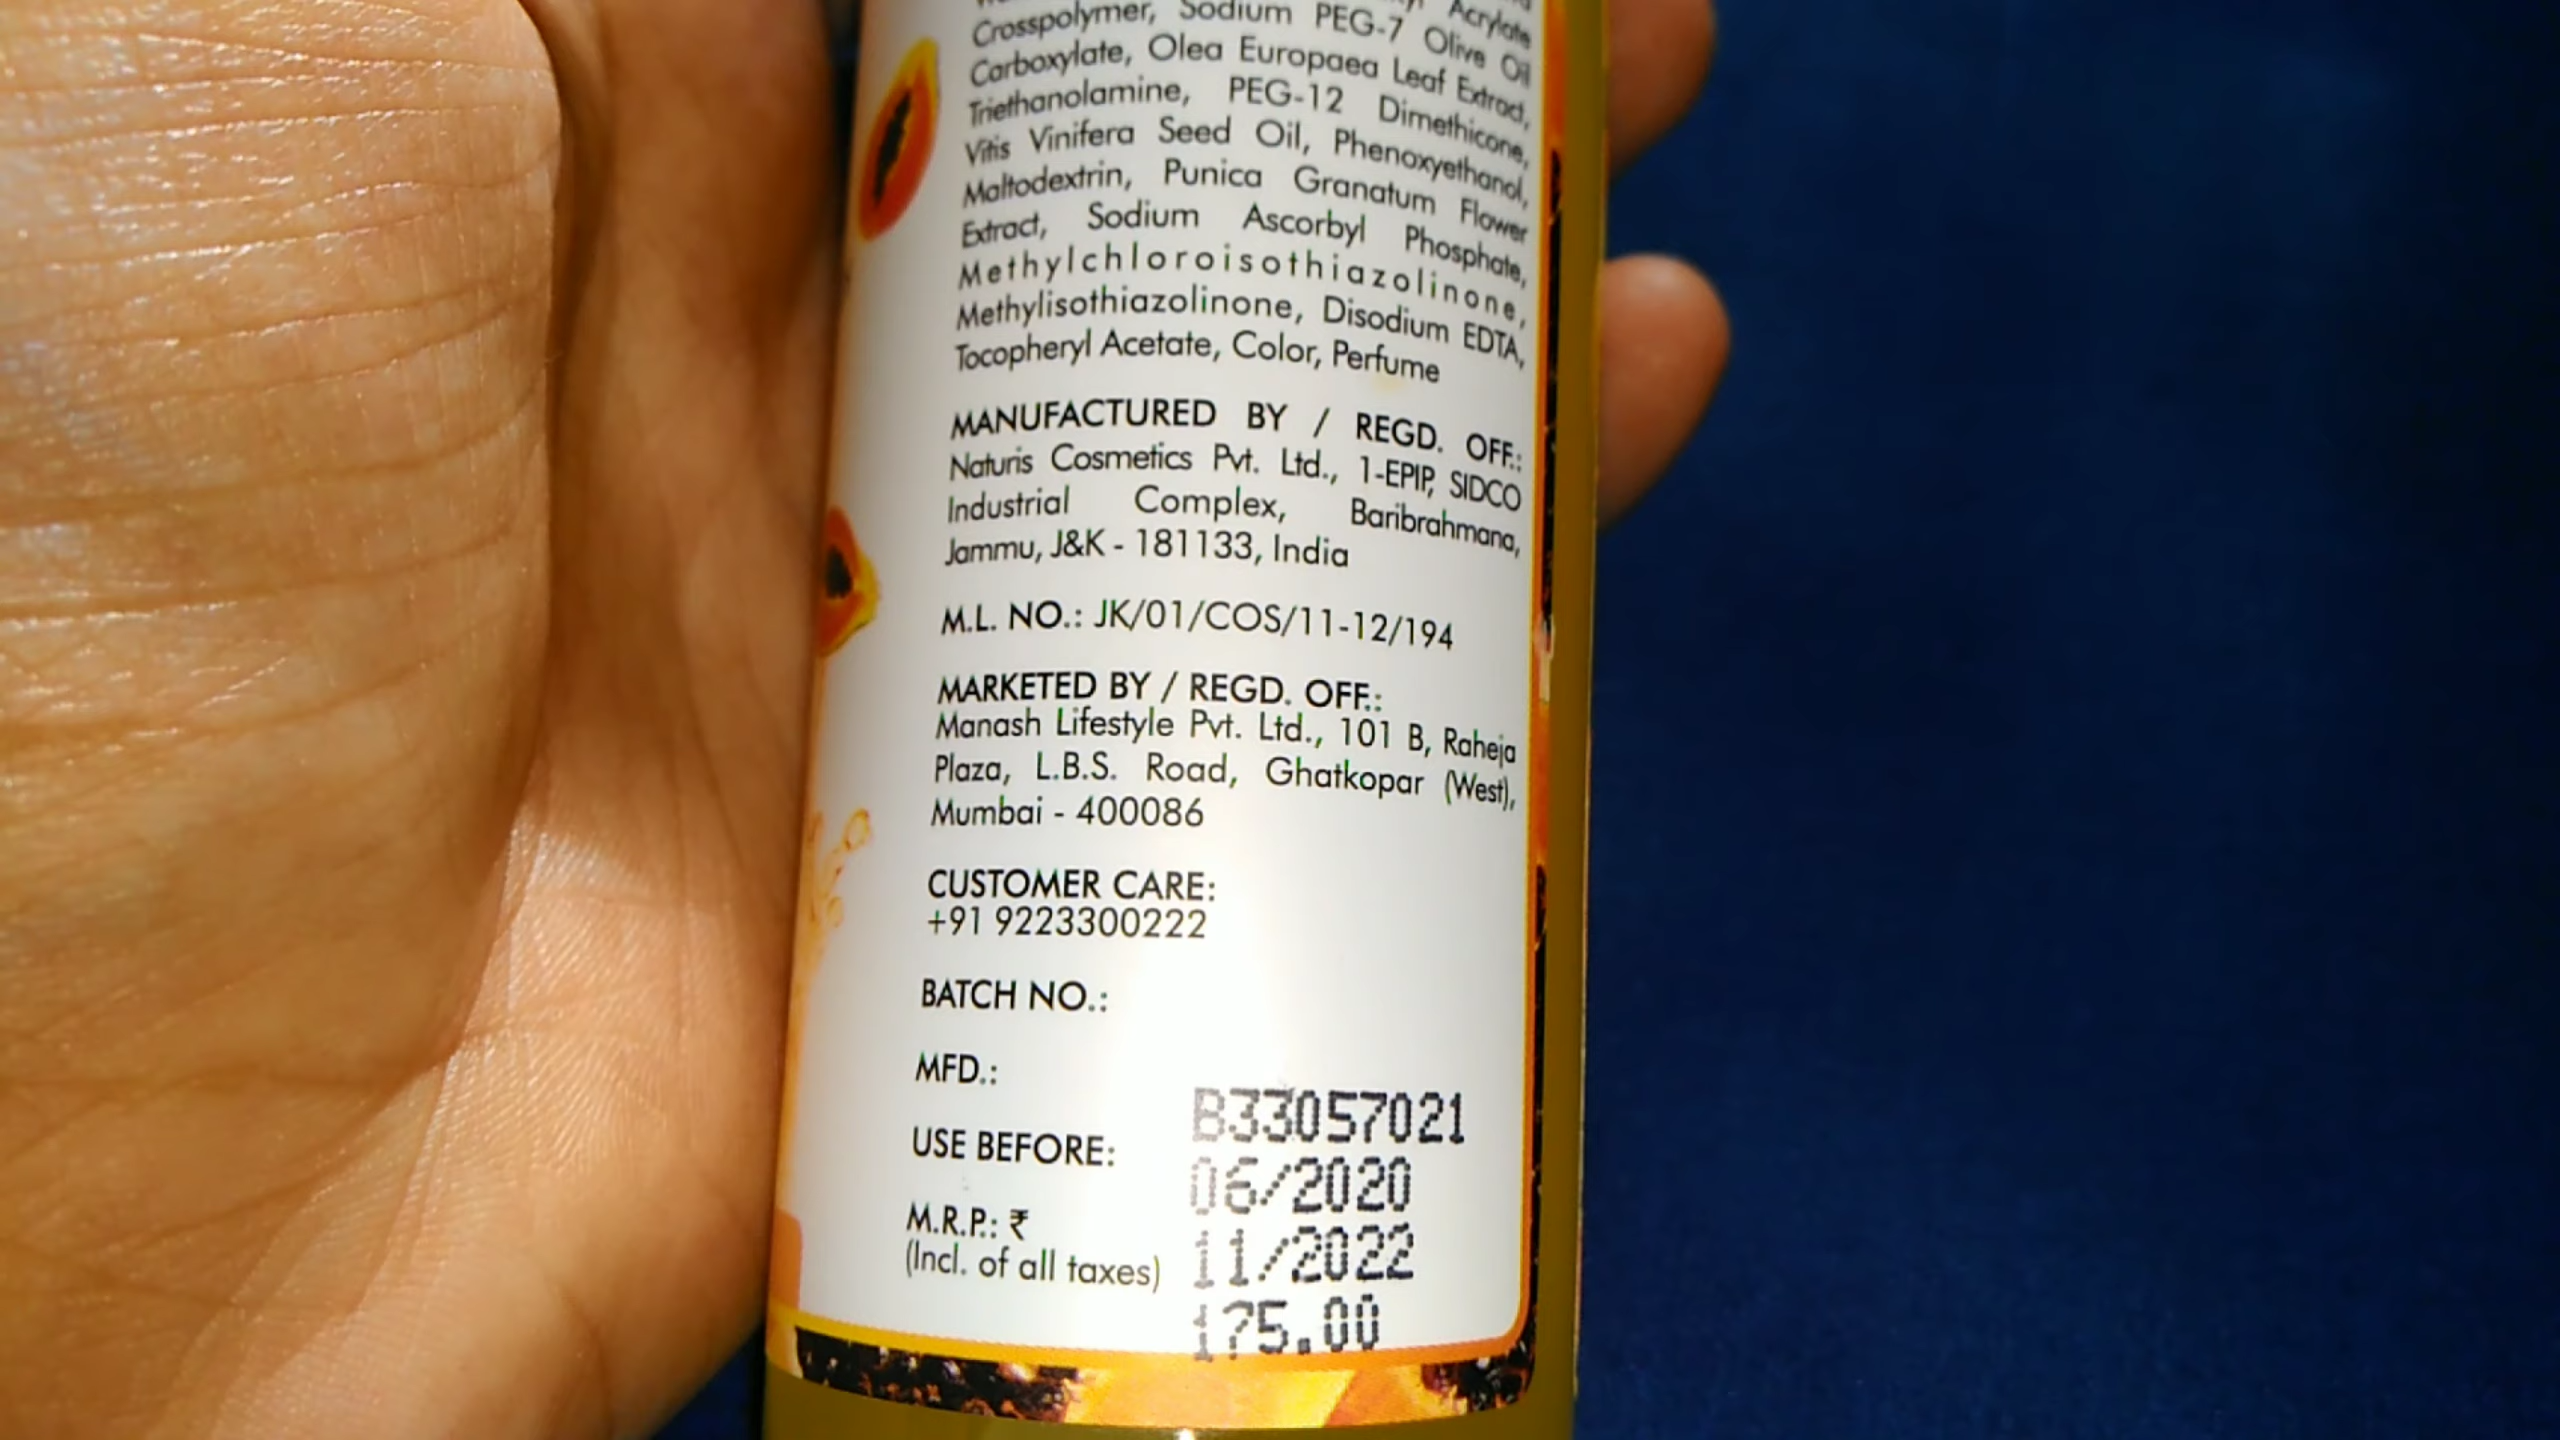 Acrylate
Crosspolymer, Sodium PEG-7 Olive Oil
Carboxylate, Olea Europaea Leaf Extract,
Triethanolamine, PEG-12 Dimethicone,
Vitis Vinifera Seed Oil, Phenoxyethanol,
Maltodextrin, Punica Granatum Flower
Extract, Sodium Ascorbyl Phosphate,
Methylchloroisothiazolinone,
Methylisothiazolinone, Disodium EDTA,
Tocopheryl Acetate, Color, Perfume
MANUFACTURED BY / REGD. OFF.:
Naturis Cosmetics Pvt. Ltd., 1-EPIP, SIDCO
Industrial Complex, Baribrahmana,
Jammu, J&K - 181133, India
M.L. NO.: JK/01/COS/11-12/194
MARKETED BY / REGD. OFF.:
Manash Lifestyle Pvt. Ltd., 101 B, Raheja
Plaza, L.B.S. Road, Ghatkopar (West),
Mumbai - 400086
CUSTOMER CARE:
+91 9223300222
BATCH NO.:
MFD.:
USE BEFORE:
M.R.P.: ₹
(Incl. of all taxes)
B33057021
06/2020
11/2022
175.00